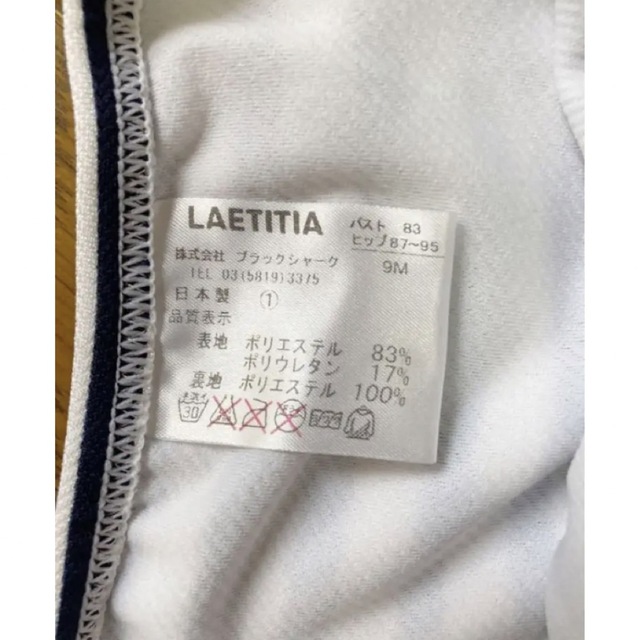 LAETITIA
バスト 83
ヒップ 87~95
9M
株式会社 ブラックシャーク
TEL 03(5819)3375
日本製 ①
品質表示
表地 ポリエステル 83%
ポリウレタン 17%
裏地 ポリエステル 100%
30